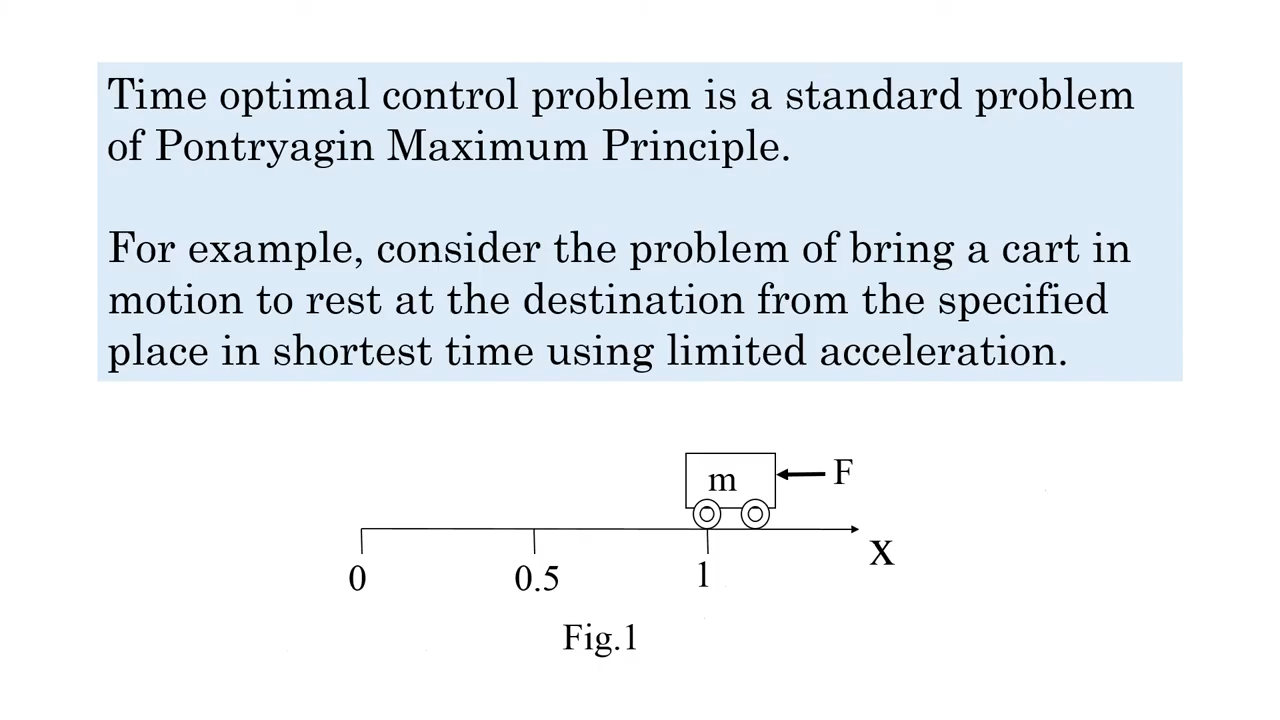 Time optimal control problem is a standard problem
of Pontryagin Maximum Principle.
For example, consider the problem of bring a cart in
motion to rest at the destination from the specified
place in shortest time using limited acceleration.
m
F
0
0.5
1
X
Fig.1